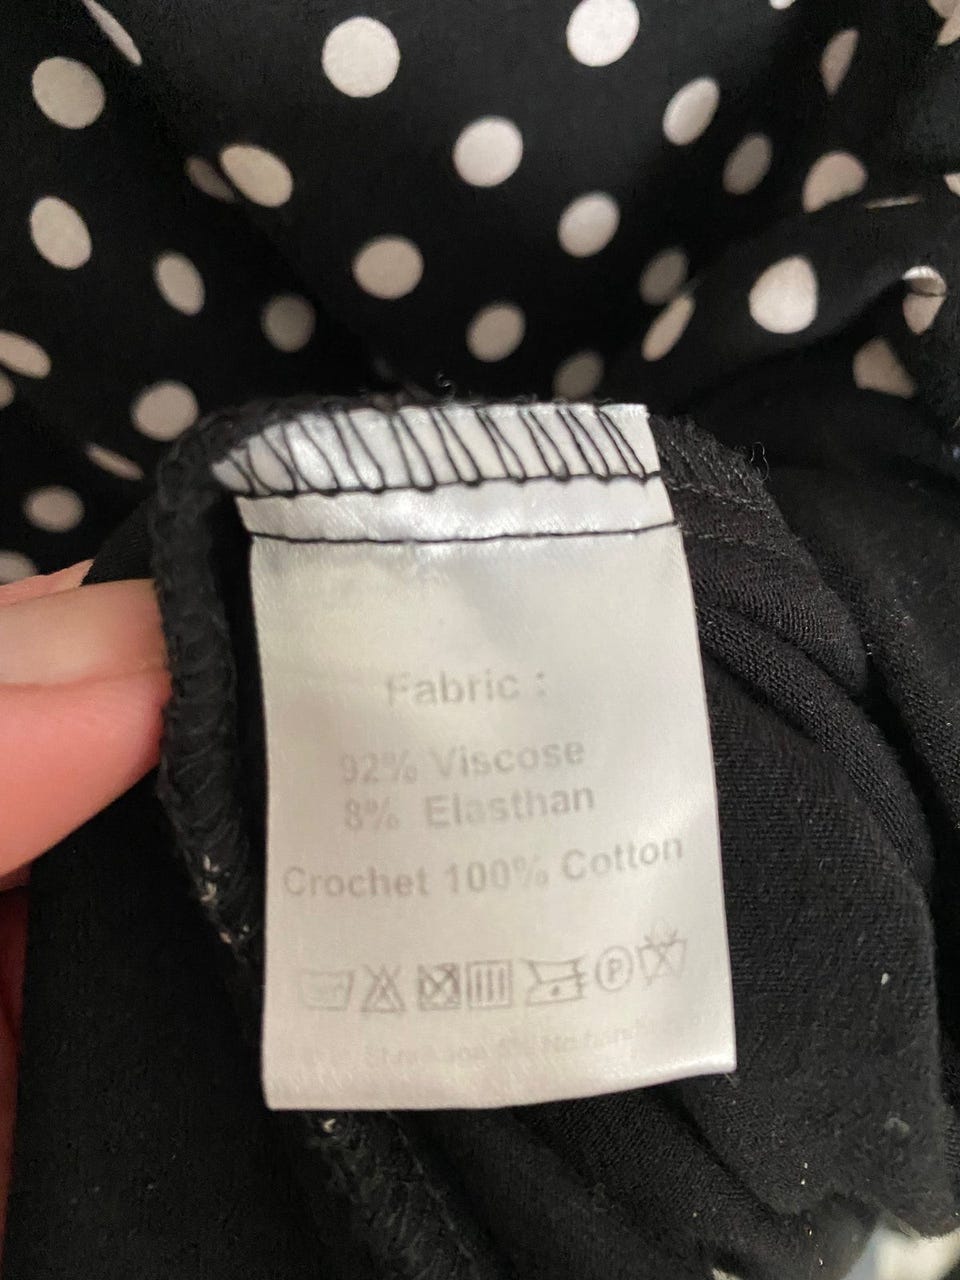 Fabric :
92% Viscose
8% Elasthan
Crochet 100% Cotton
P